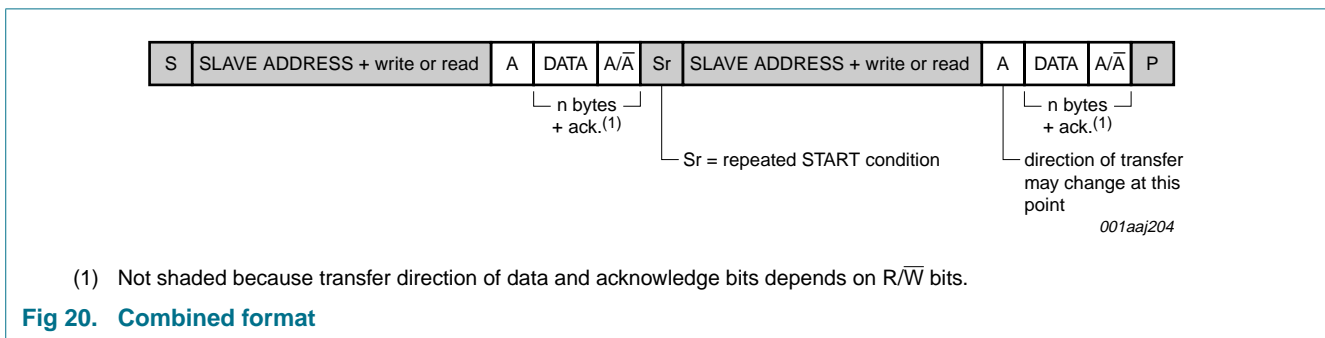 S SLAVE ADDRESS + write or read A DATA A/A̅ Sr SLAVE ADDRESS + write or read A DATA A/A̅ P
n bytes + ack.(1)
n bytes + ack.(1)
Sr = repeated START condition
direction of transfer
may change at this
point
001aaj204
(1) Not shaded because transfer direction of data and acknowledge bits depends on R/W̅ bits.
Fig 20. Combined format